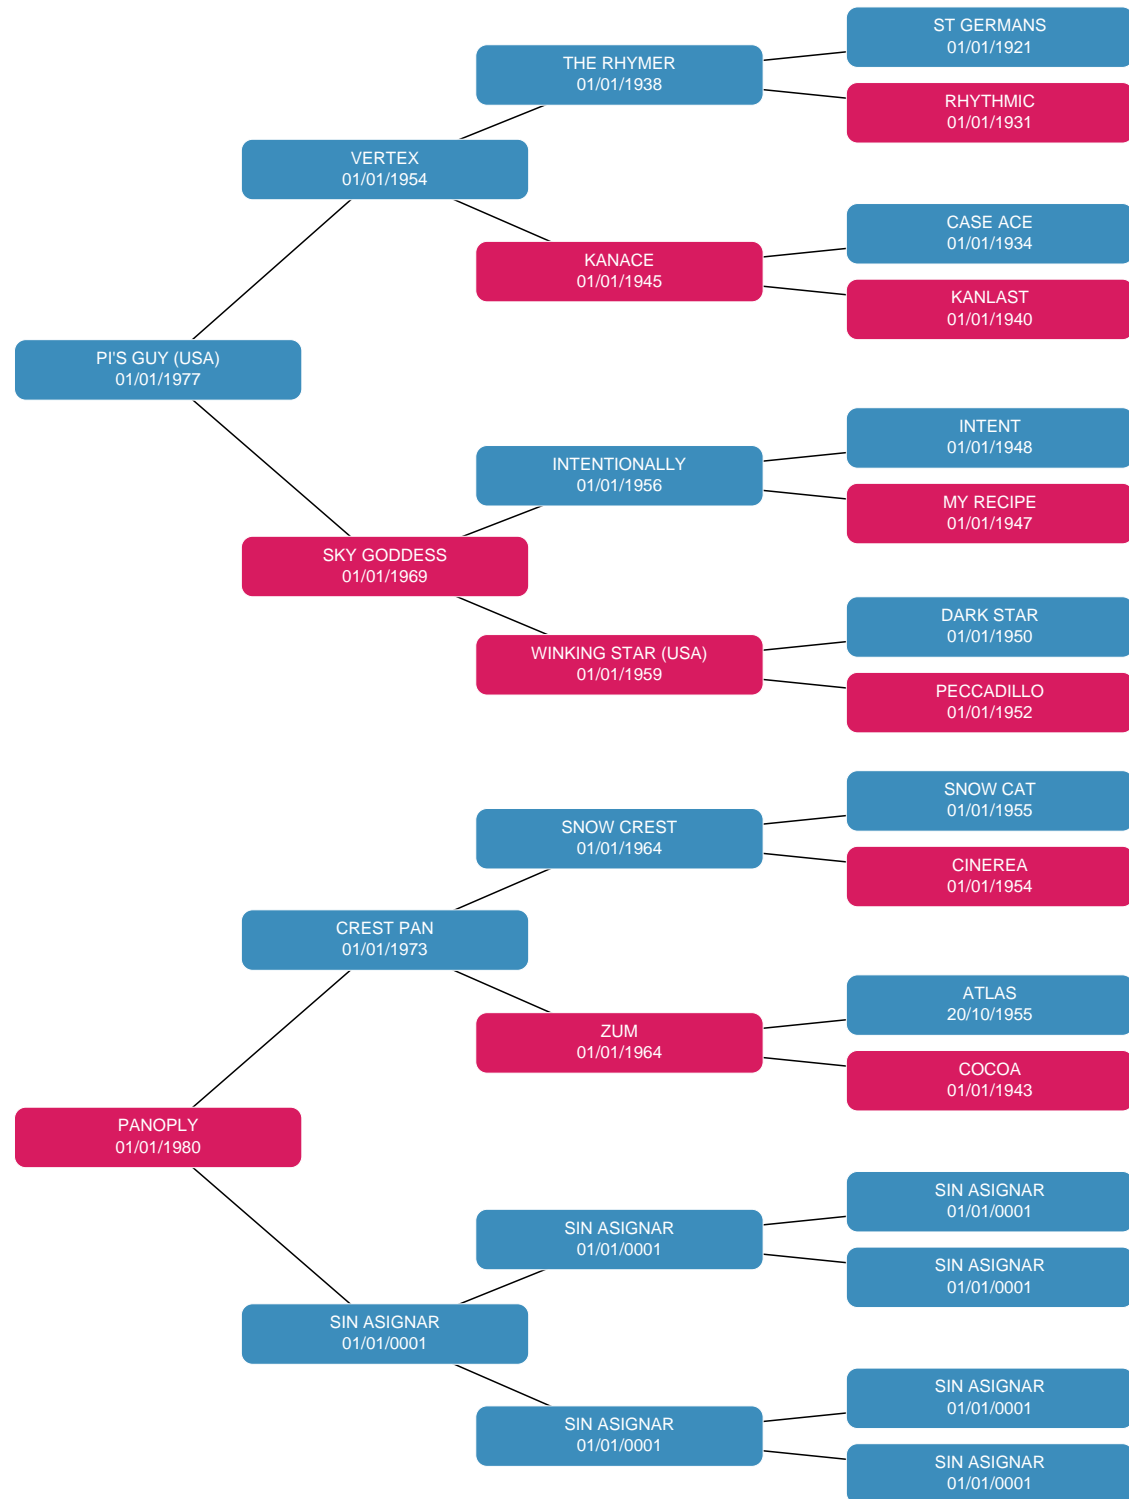 ST GERMANS
01/01/1921
THE RHYMER
01/01/1938
RHYTHMIC
01/01/1931
VERTEX
01/01/1954
CASE ACE
01/01/1934
KANACE
01/01/1945
KANLAST
01/01/1940
PI'S GUY (USA)
01/01/1977
INTENT
01/01/1948
INTENTIONALLY
01/01/1956
MY RECIPE
01/01/1947
SKY GODDESS
01/01/1969
DARK STAR
01/01/1950
WINKING STAR (USA)
01/01/1959
PECCADILLO
01/01/1952
SNOW CAT
01/01/1955
SNOW CREST
01/01/1964
CINEREA
01/01/1954
CREST PAN
01/01/1973
ATLAS
20/10/1955
ZUM
01/01/1964
COCOA
01/01/1943
PANOPLY
01/01/1980
SIN ASIGNAR
01/01/0001
SIN ASIGNAR
01/01/0001
SIN ASIGNAR
01/01/0001
SIN ASIGNAR
01/01/0001
SIN ASIGNAR
01/01/0001
SIN ASIGNAR
01/01/0001
SIN ASIGNAR
01/01/0001